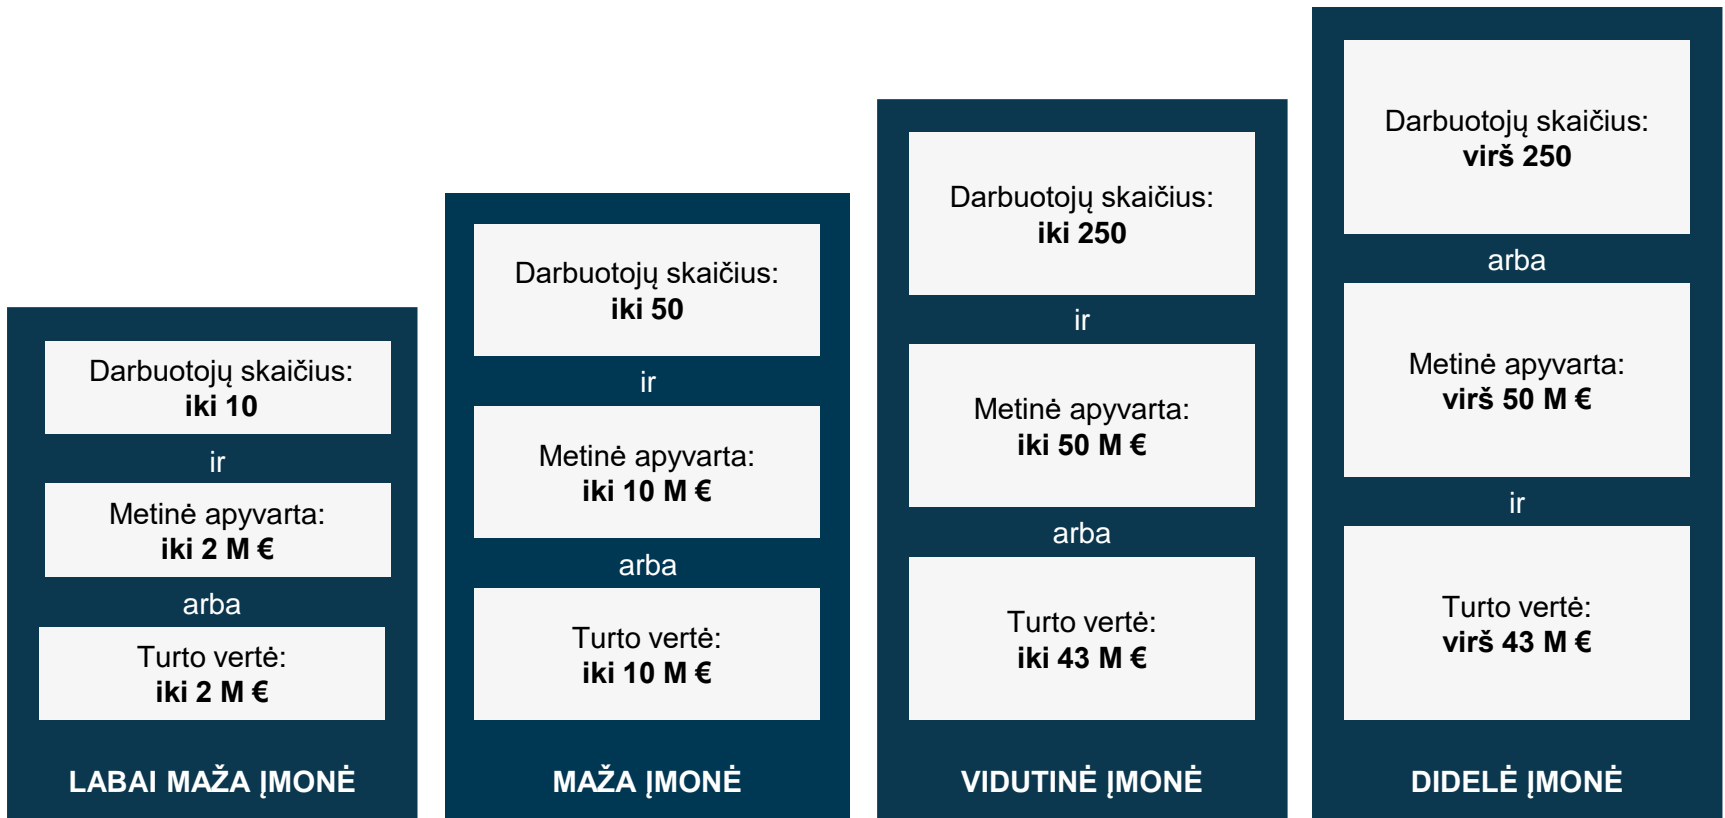 Darbuotojų skaičius:
iki 10
ir
Metinė apyvarta:
iki 2 M €
arba
Turto vertė:
iki 2 M €
LABAI MAŽA ĮMONĖ
Darbuotojų skaičius:
iki 50
ir
Metinė apyvarta:
iki 10 M €
arba
Turto vertė:
iki 10 M €
MAŽA ĮMONĖ
Darbuotojų skaičius:
iki 250
ir
Metinė apyvarta:
iki 50 M €
arba
Turto vertė:
iki 43 M €
VIDUTINĖ ĮMONĖ
Darbuotojų skaičius:
virš 250
arba
Metinė apyvarta:
virš 50 M €
ir
Turto vertė:
virš 43 M €
DIDELĖ ĮMONĖ